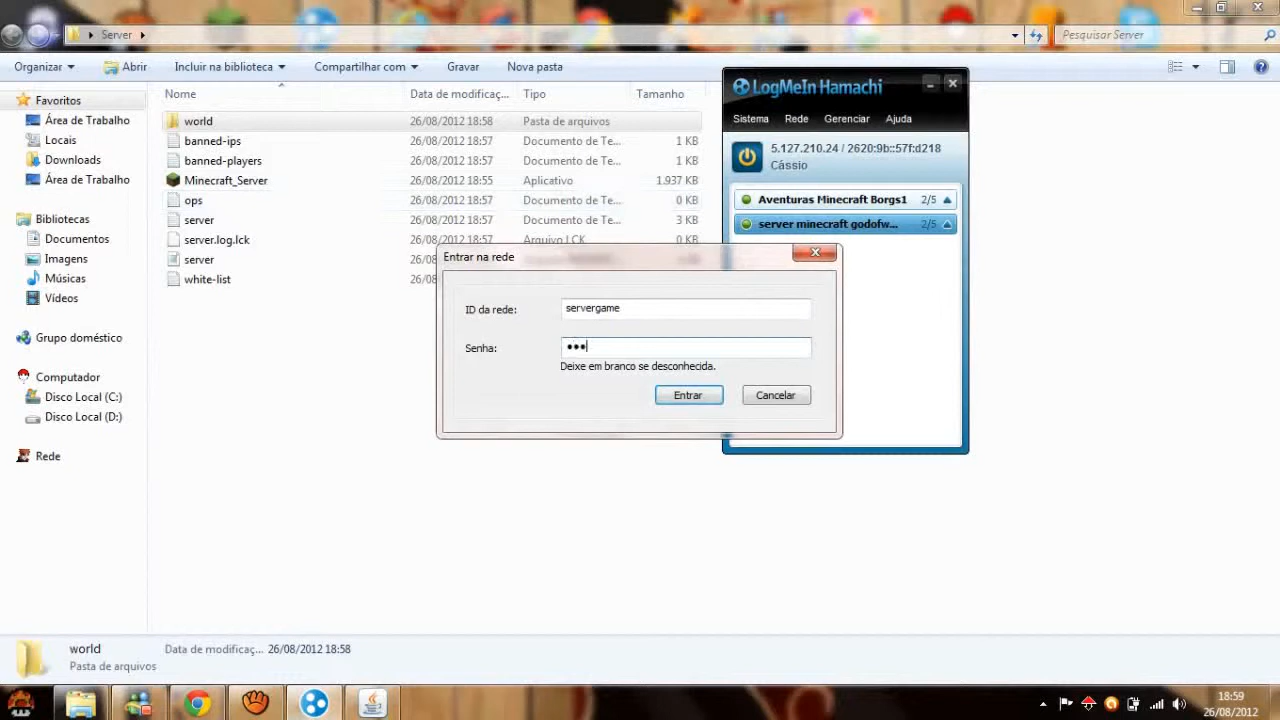 Server
Pesquisar Server
Organizar
Abrir
Incluir na biblioteca
Compartilhar com
Gravar
Nova pasta
Nome
Data de modificaç...
Tipo
Tamanho
Favoritos
Área de Trabalho
Locais
Downloads
Área de Trabalho
Bibliotecas
Documentos
Imagens
Músicas
Vídeos
Grupo doméstico
Computador
Disco Local (C:)
Disco Local (D:)
Rede
world 26/08/2012 18:58 Pasta de arquivos
banned-ips 26/08/2012 18:57 Documento de Te... 1 KB
banned-players 26/08/2012 18:57 Documento de Te... 1 KB
Minecraft_Server 26/08/2012 18:55 Aplicativo 1.937 KB
ops 26/08/2012 18:57 Documento de Te... 0 KB
server 26/08/2012 18:57 Documento de Te... 3 KB
server.log.lck 26/08/2012 18:57 Arquivo LCK 0 KB
server 26/08
white-list 26/08
LogMeIn Hamachi
Sistema Rede Gerenciar Ajuda
5.127.210.24 / 2620:9b::57f:d218
Cássio
Aventuras Minecraft Borgs1 2/5
server minecraft godofw... 2/5
Entrar na rede
ID da rede: servergame
Senha: •••
Deixe em branco se desconhecida.
Entrar Cancelar
world Data de modificaç... 26/08/2012 18:58
Pasta de arquivos
18:59
26/08/2012